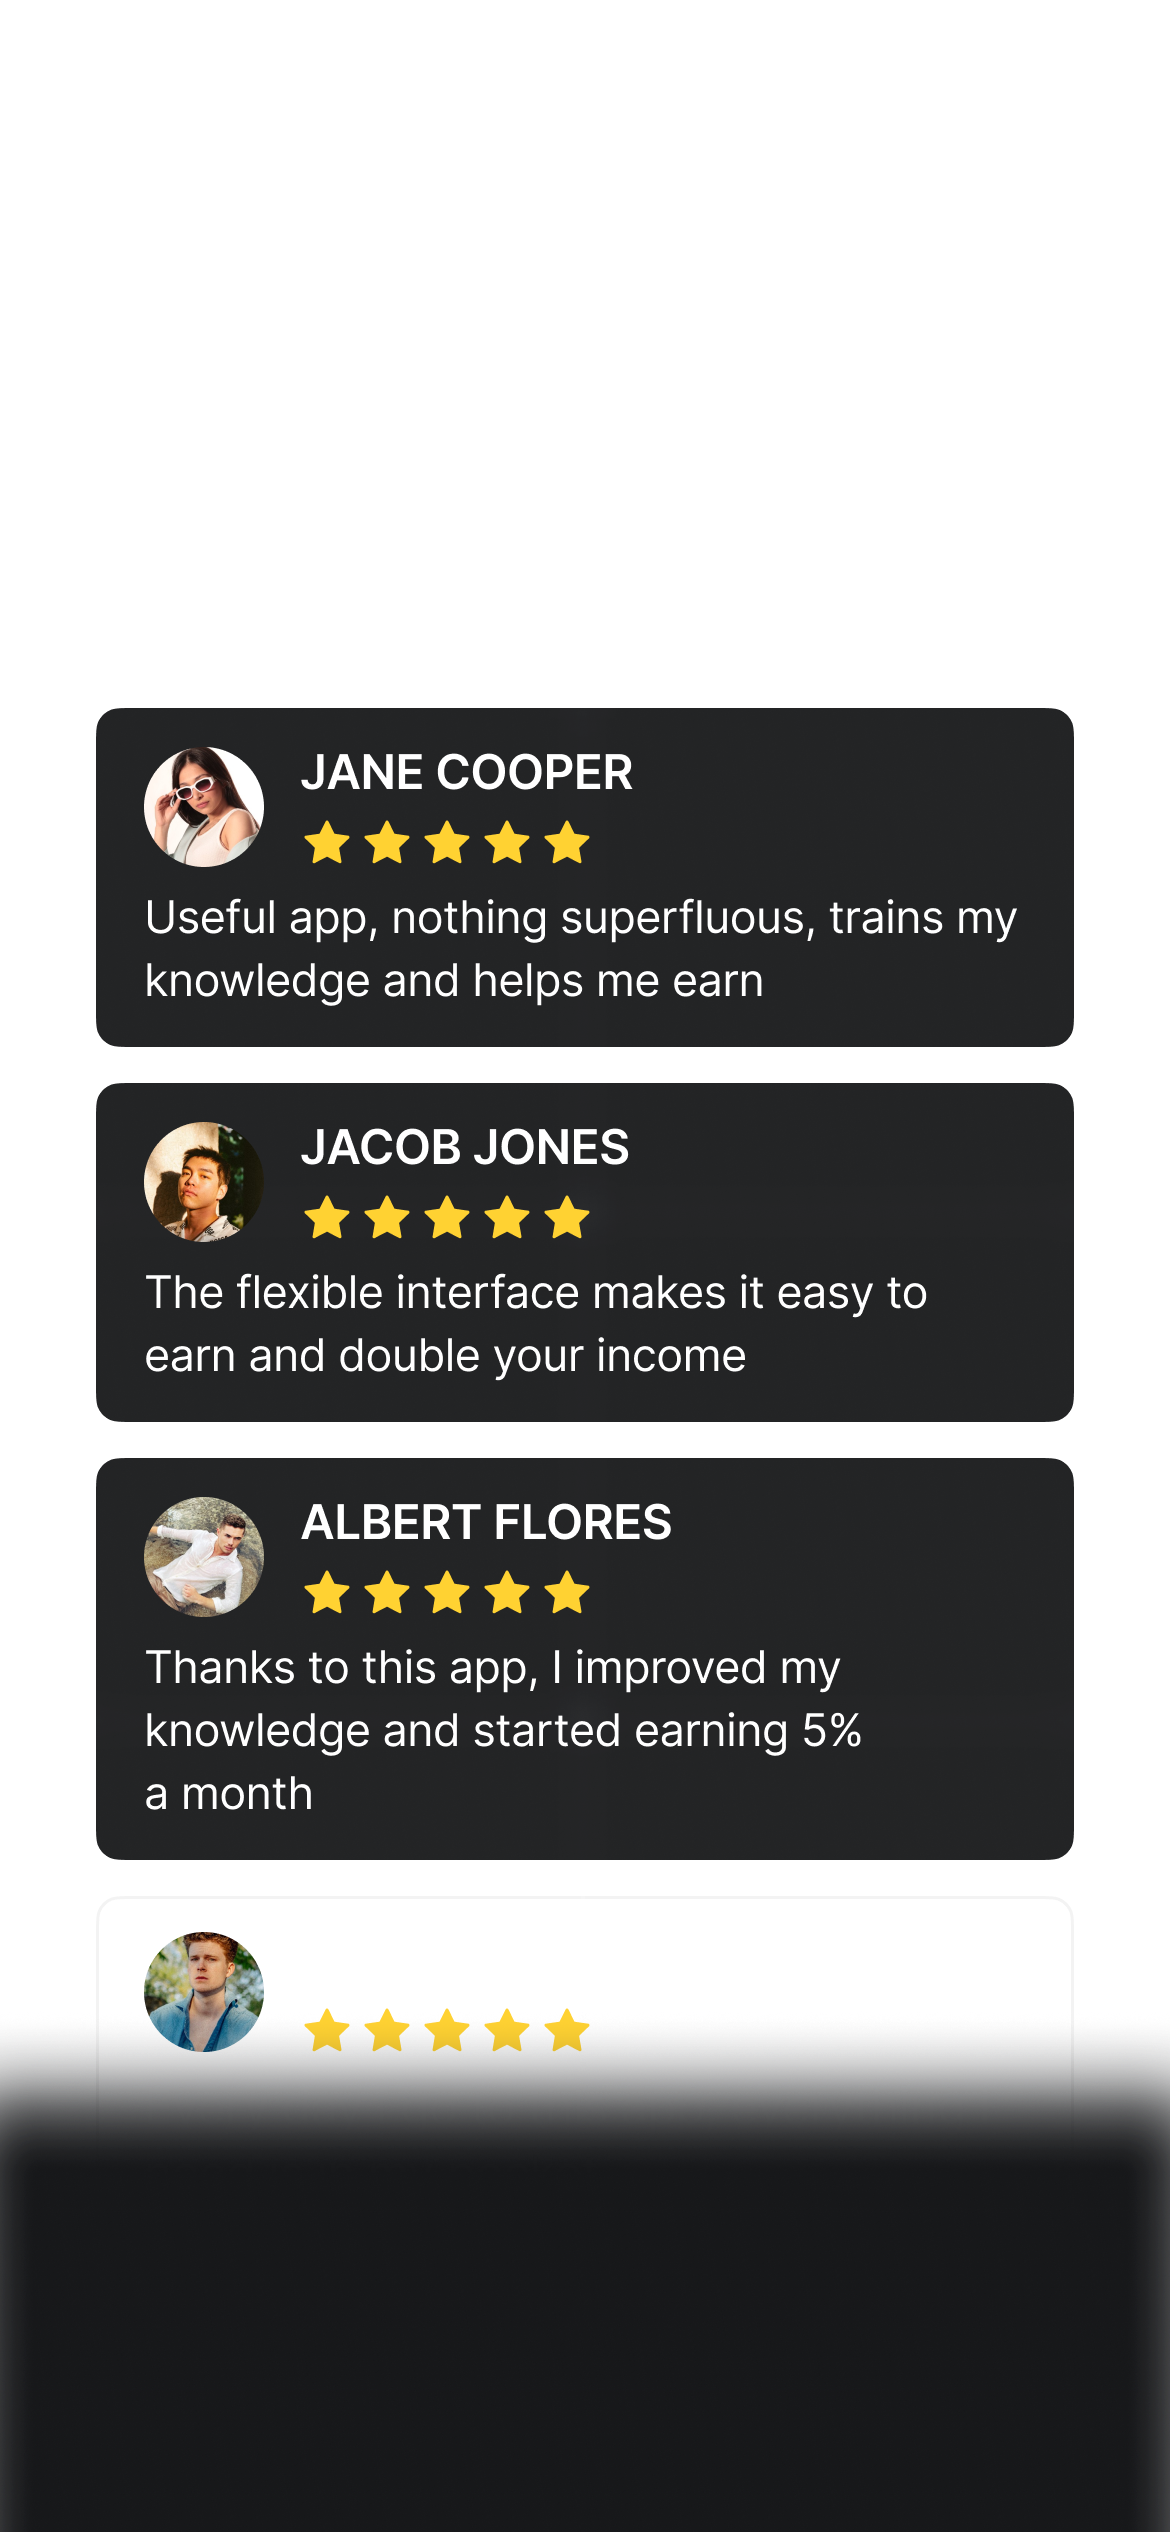 JANE COOPER
Useful app, nothing superfluous, trains my
knowledge and helps me earn
JACOB JONES
The flexible interface makes it easy to
earn and double your income
ALBERT FLORES
Thanks to this app, I improved my
knowledge and started earning 5%
a month